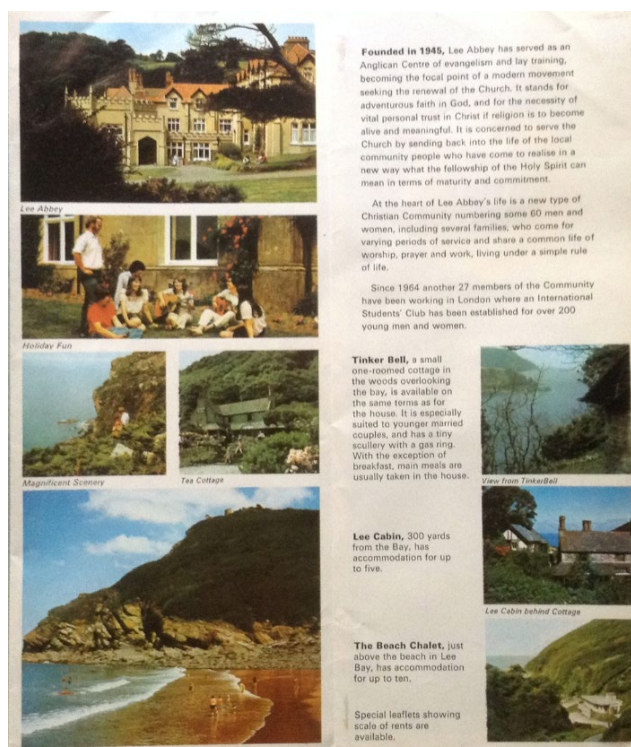 Lee Abbey
Holiday Fun
Magnificent Scenery
Tea Cottage
Founded in 1945, Lee Abbey has served as an
Anglican Centre of evangelism and lay training,
becoming the focal point of a modern movement
seeking the renewal of the Church. It stands for
adventurous faith in God, and for the necessity of
vital personal trust in Christ if religion is to become
alive and meaningful. It is concerned to serve the
Church by sending back into the life of the local
community people who have come to realise in a
new way what the fellowship of the Holy Spirit can
mean in terms of maturity and commitment.
At the heart of Lee Abbey's life is a new type of
Christian Community numbering some 60 men and
women, including several families, who come for
varying periods of service and share a common life of
worship, prayer and work, living under a simple rule
of life.
Since 1964 another 27 members of the Community
have been working in London where an International
Students' Club has been established for over 200
young men and women.
Tinker Bell, a small
one-roomed cottage in
the woods overlooking
the bay, is available on
the same terms as for
the house. It is especially
suited to younger married
couples, and has a tiny
scullery with a gas ring.
With the exception of
breakfast, main meals are
usually taken in the house.
View from TinkerBell
Lee Cabin, 300 yards
from the Bay, has
accommodation for up
to five.
Lee Cabin behind Cottage
The Beach Chalet, just
above the beach in Lee
Bay, has accommodation
for up to ten.
Special leaflets showing
scale of rents are
available.